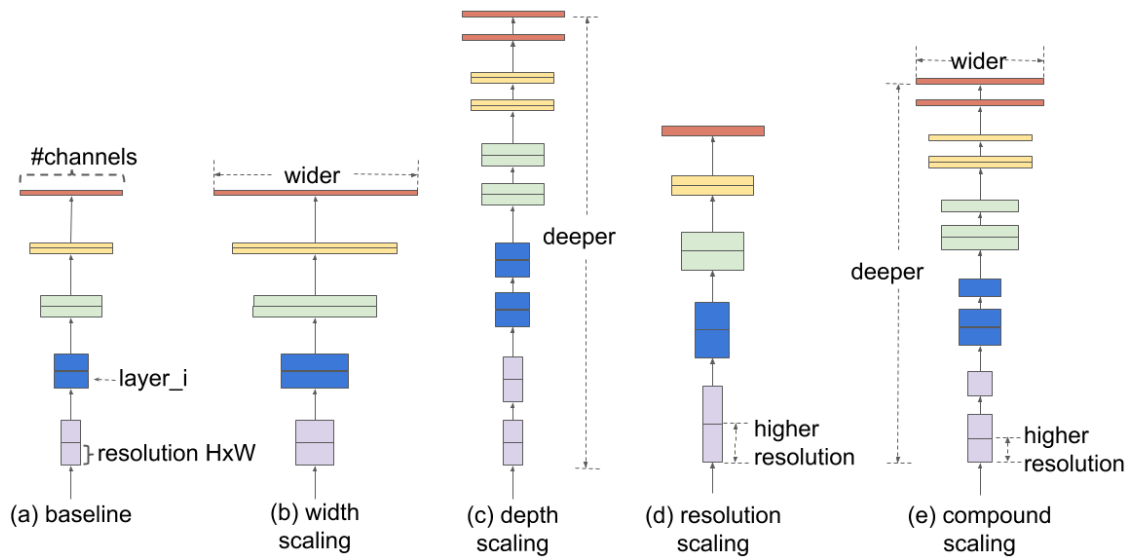 #channels
(a) baseline
layer_i
resolution HxW
wider
(b) width
scaling
deeper
(c) depth
scaling
higher
resolution
(d) resolution
scaling
wider
deeper
higher
resolution
(e) compound
scaling